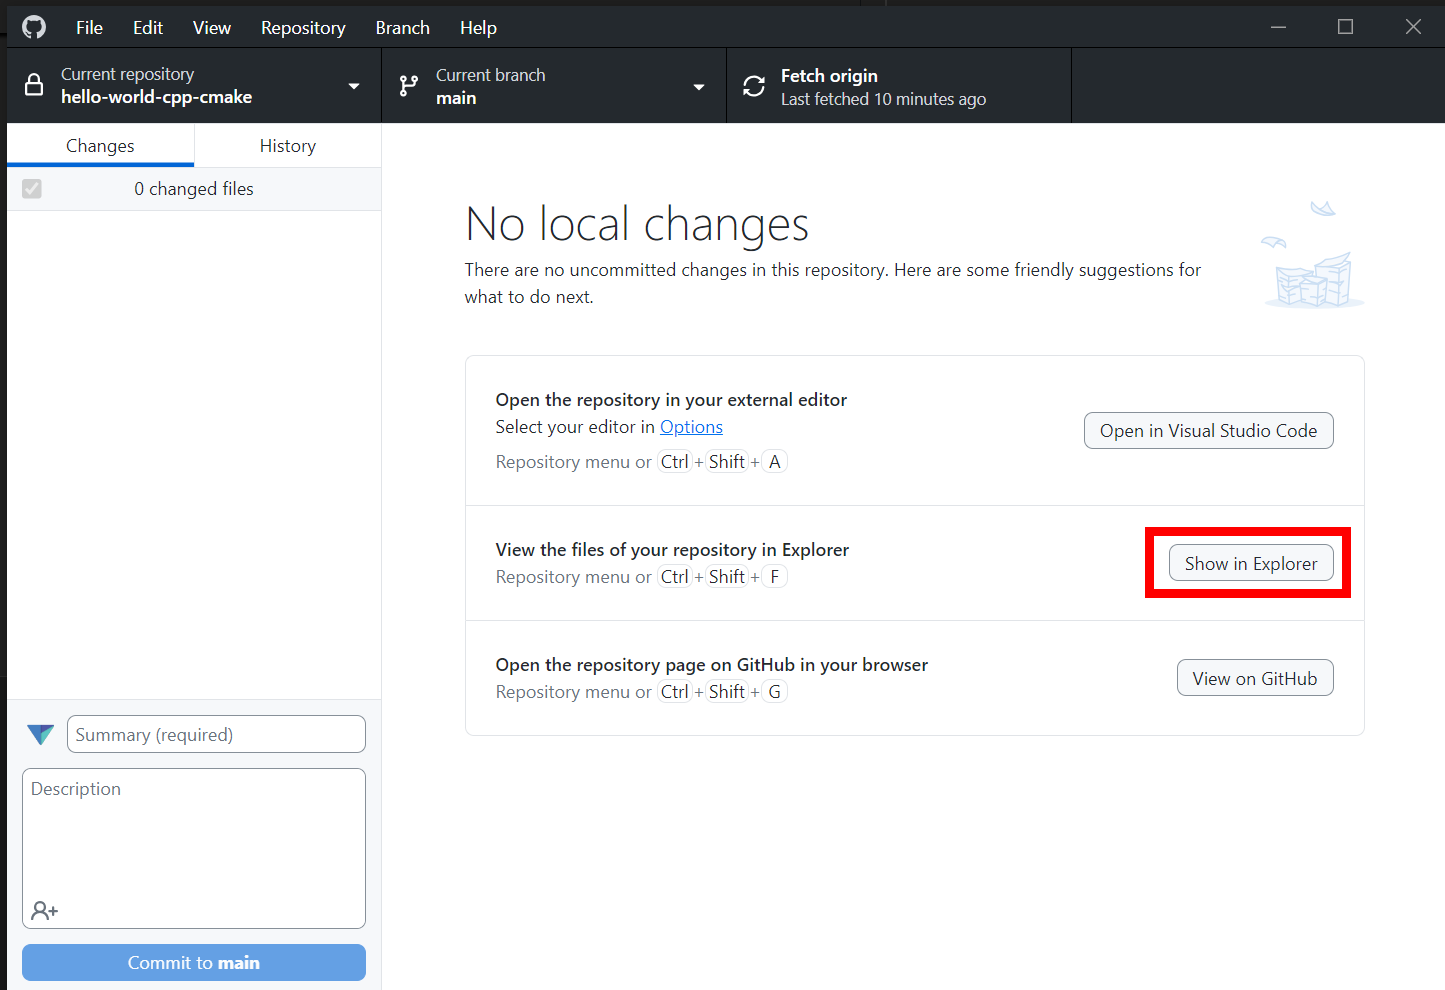 File Edit View Repository Branch Help
Current repository
hello-world-cpp-cmake
Current branch
main
Fetch origin
Last fetched 10 minutes ago
Changes
History
0 changed files
No local changes
There are no uncommitted changes in this repository. Here are some friendly suggestions for
what to do next.
Open the repository in your external editor
Select your editor in Options
Repository menu or Ctrl + Shift + A
Open in Visual Studio Code
View the files of your repository in Explorer
Repository menu or Ctrl + Shift + F
Show in Explorer
Open the repository page on GitHub in your browser
Repository menu or Ctrl + Shift + G
View on GitHub
Summary (required)
Description
Commit to main